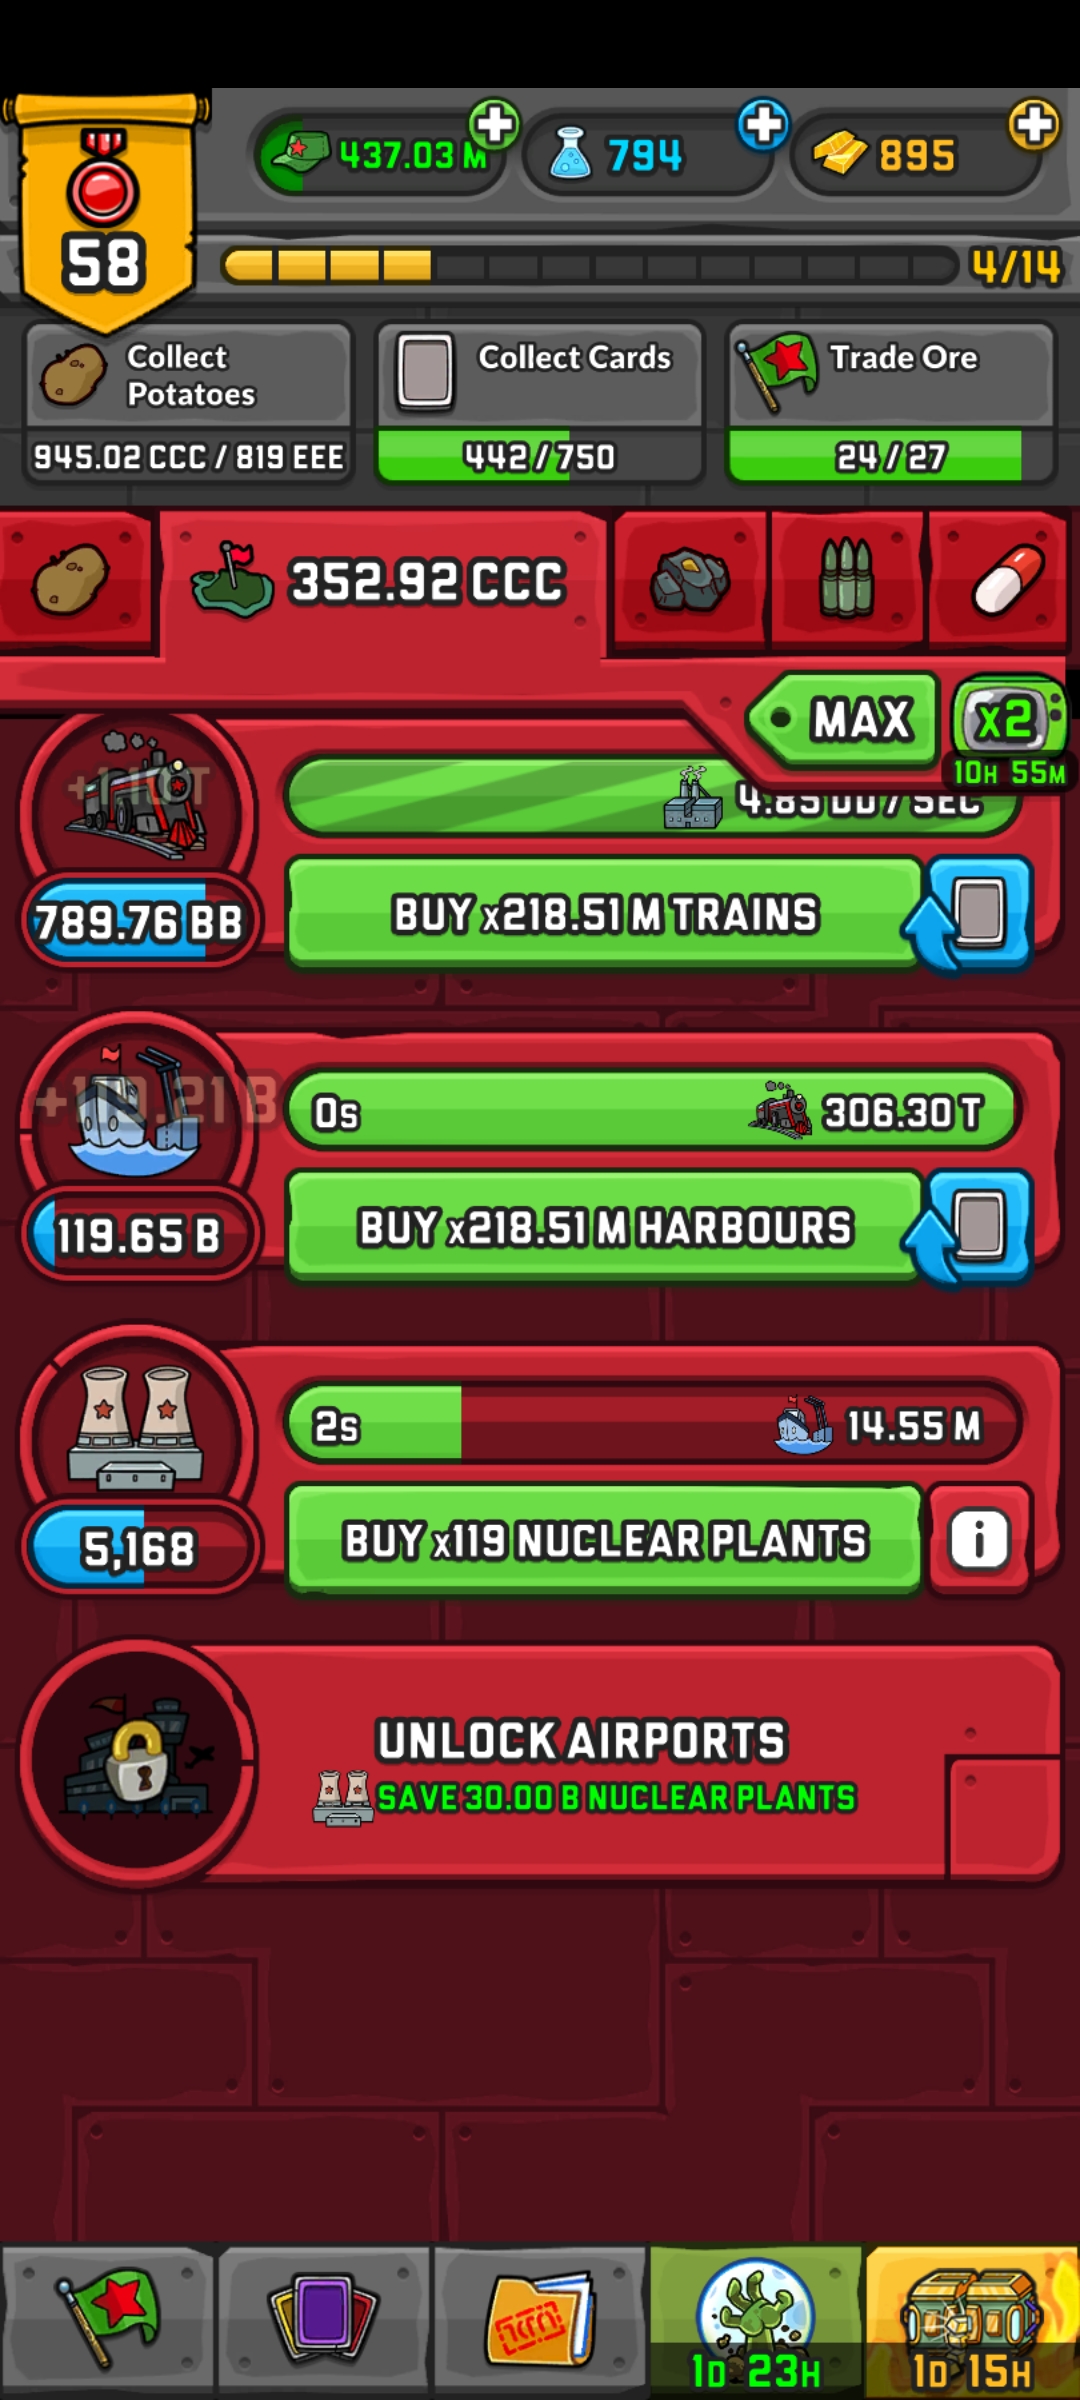 58
437.03 M
794
895
4/14
Collect
Potatoes
945.02 CCC / 819 EEE
Collect Cards
442/750
Trade Ore
24/27
352.92 CCC
MAX
x2
10H 55M
4.85 DD / SEC
789.76 BB
BUY x218.51 M TRAINS
0s
306.30 T
119.65 B
BUY x218.51 M HARBOURS
2s
14.55 M
5,168
BUY x119 NUCLEAR PLANTS
i
UNLOCK AIRPORTS
SAVE 30.00 B NUCLEAR PLANTS
1D 23H
1D 15H